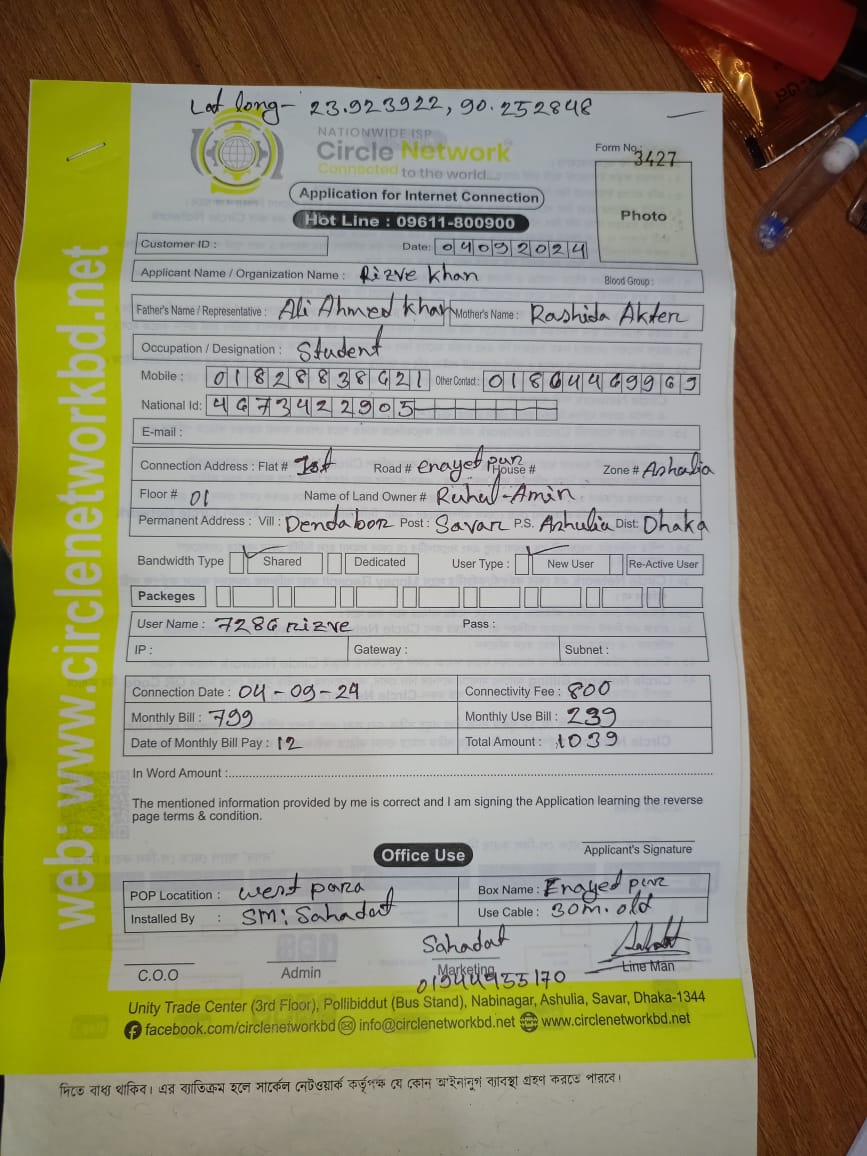 Lat long- 23.923922, 90.252848
NATIONWIDE ISP
Circle Network
Connected to the world...
Form No.: 3427
Application for Internet Connection
Photo
Hot Line : 09611-800900
Customer ID :
Date: 04092024
Applicant Name / Organization Name : Rizve Khan Blood Group:
Father's Name / Representative : Ali Ahmed Khan Mother's Name : Rashida Akter
Occupation / Designation : Student
Mobile : 01828838621 Other Contact : 01864469969
National Id: 4673422905
E-mail :
Connection Address : Flat # 1st Road # enayet pur House # Zone # Ashulia
Floor # 01 Name of Land Owner # Ruhul-Amin
Permanent Address : Vill : Dendabor Post : Savar P.S. Ashulia Dist: Dhaka
Bandwidth Type Shared Dedicated User Type : New User Re-Active User
Packeges
User Name : 7286 Rizve Pass :
IP : Gateway : Subnet :
Connection Date : 04-09-24 Connectivity Fee : 800
Monthly Bill : 799 Monthly Use Bill : 239
Date of Monthly Bill Pay : 12 Total Amount : 1039
In Word Amount :
The mentioned information provided by me is correct and I am signing the Application learning the reverse
page terms & condition.
Office Use
Applicant's Signature
POP Locatition : West para Box Name : Enayed pur
Installed By : SM: Sahadat Use Cable : 30m. old
Sahadat
C.O.O Admin Marketing Line Man
01944955170
Unity Trade Center (3rd Floor), Pollibiddut (Bus Stand), Nabinagar, Ashulia, Savar, Dhaka-1344
facebook.com/circlenetworkbd info@circlenetworkbd.net www.circlenetworkbd.net
web: www.circlenetworkbd.net
দিতে বাধ্য থাকিব। এর ব্যতিক্রম হলে সার্কেল নেটওয়ার্ক কর্তৃপক্ষ যে কোন আইনানুগ ব্যবস্থা গ্রহণ করতে পারবে।